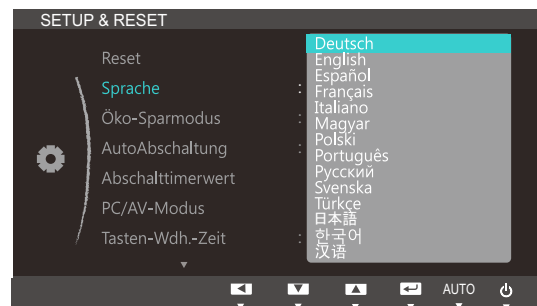 SETUP & RESET
Reset
Sprache :
Öko-Sparmodus :
AutoAbschaltung :
Abschalttimerwert
PC/AV-Modus
Tasten-Wdh.-Zeit :
Deutsch
English
Español
Français
Italiano
Magyar
Polski
Português
Русский
Svenska
Türkçe
日本語
한국어
汉语
AUTO